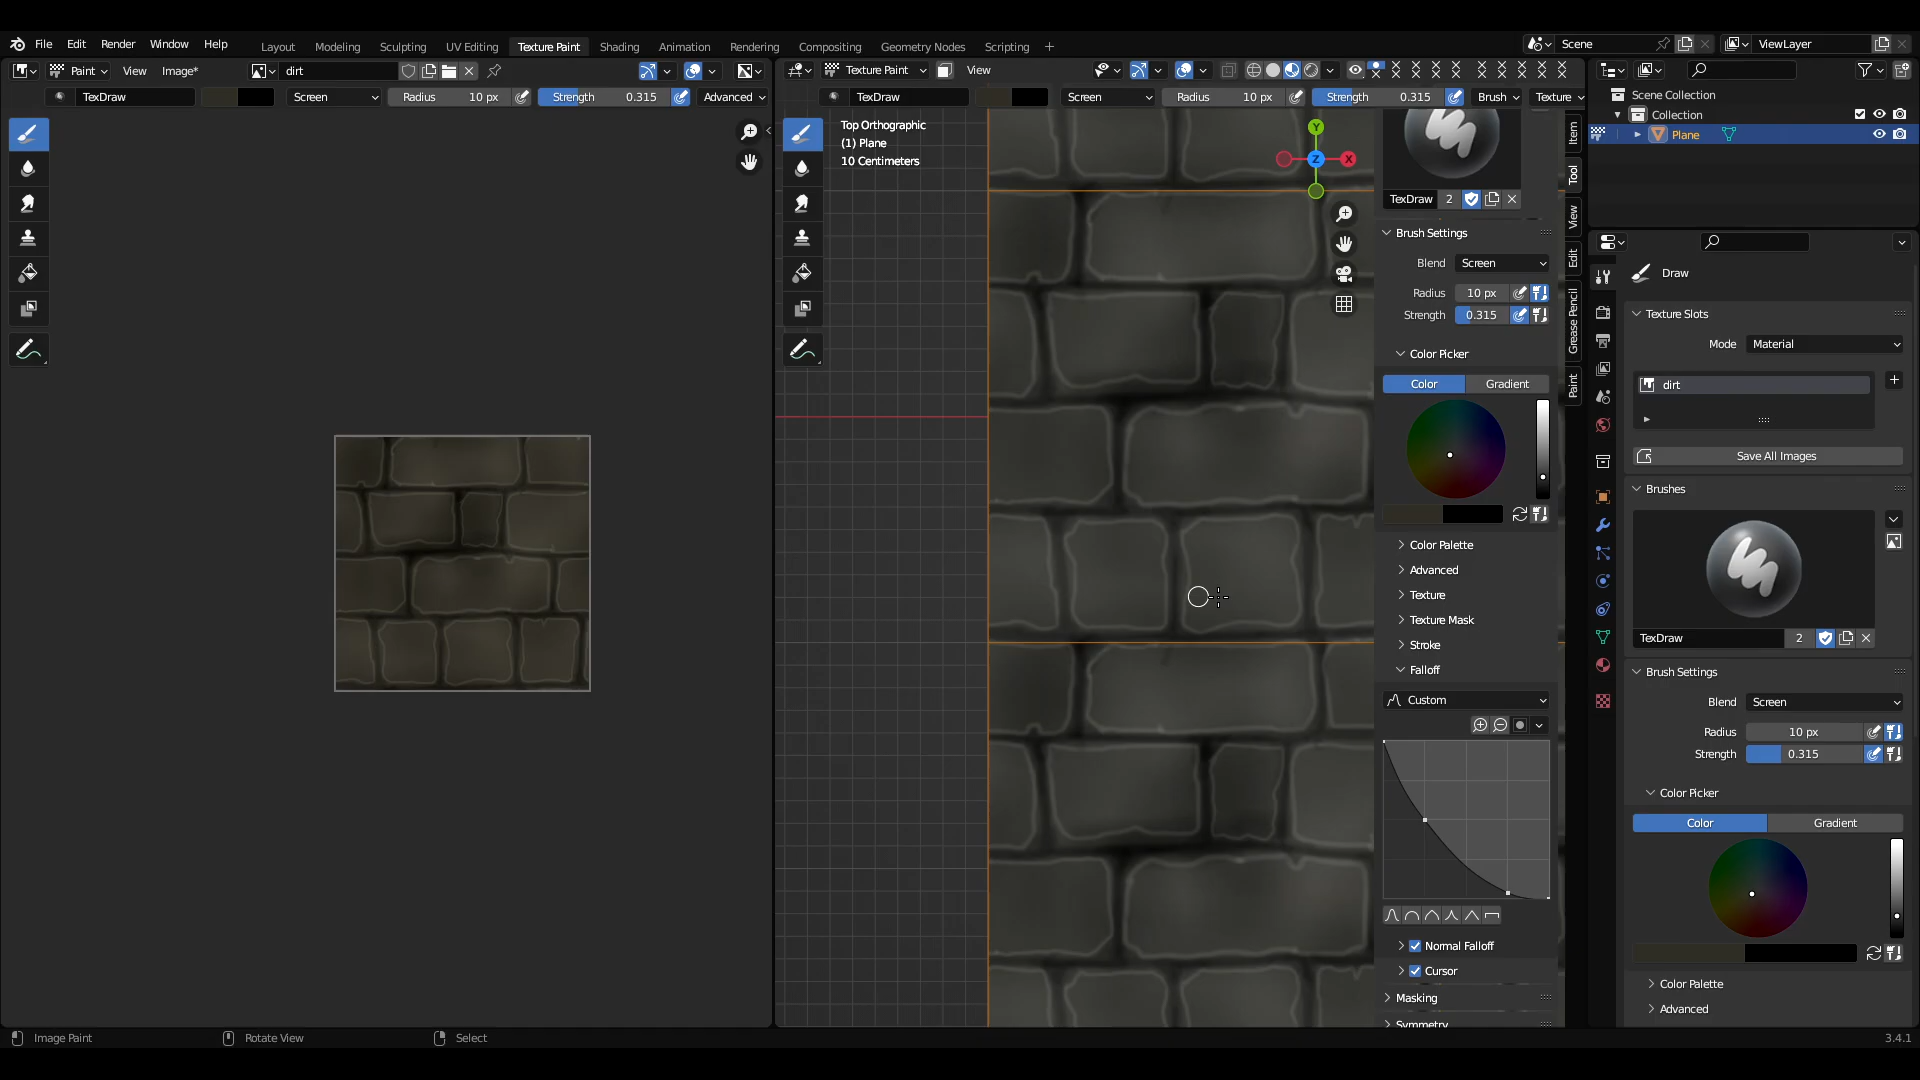 File Edit Render Window Help Layout Modeling Sculpting UV Editing Texture Paint Shading Animation Rendering Compositing Geometry Nodes Scripting + Scene ViewLayer
Paint View Image* dirt Texture Paint View
TexDraw Screen Radius 10 px Strength 0.315 Advanced TexDraw Screen Radius 10 px Strength 0.315 Brush Texture
Top Orthographic
(1) Plane
10 Centimeters
Y
X
Z
TexDraw 2
Brush Settings
Blend Screen
Radius 10 px
Strength 0.315
Color Picker
Color Gradient
Color Palette
Advanced
Texture
Texture Mask
Stroke
Falloff
Custom
Normal Falloff
Cursor
Masking
Symmetry
Item
Tool
View
Edit
Grease Pencil
Paint
Scene Collection
Collection
Plane
Draw
Texture Slots
Mode Material
dirt
Save All Images
Brushes
TexDraw 2
Brush Settings
Blend Screen
Radius 10 px
Strength 0.315
Color Picker
Color Gradient
Color Palette
Advanced
Image Paint Rotate View Select 3.4.1